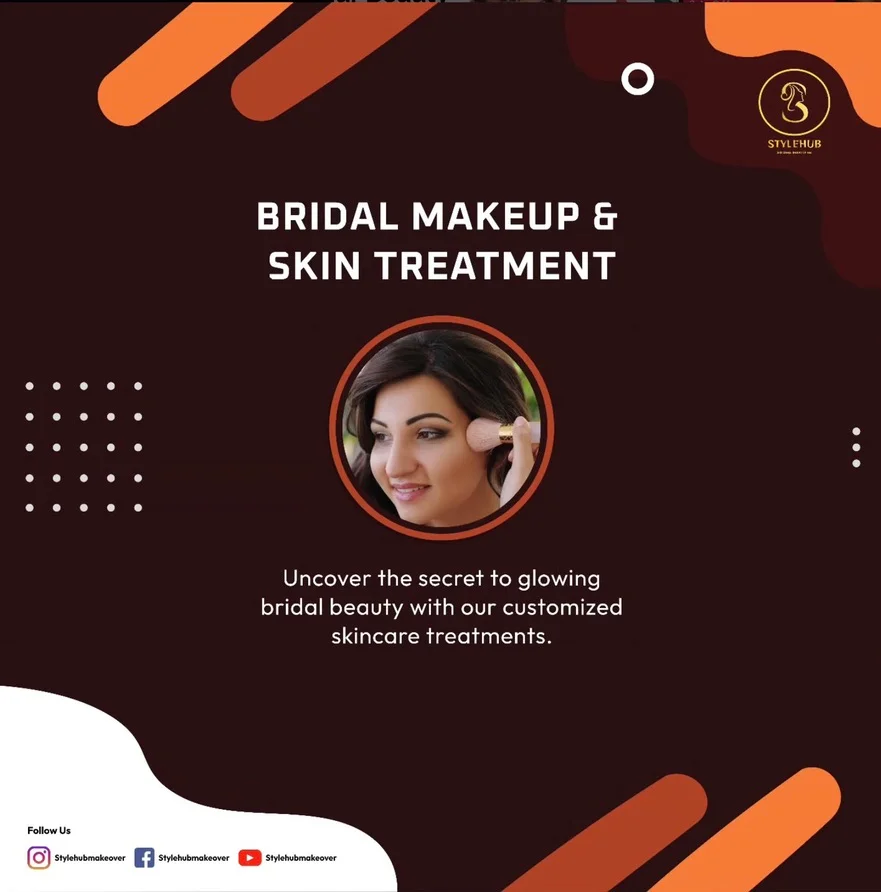 STYLEHUB
BRIDAL MAKEUP &
SKIN TREATMENT
Uncover the secret to glowing
bridal beauty with our customized
skincare treatments.
Follow Us
Stylehubmakeover Stylehubmakeover Stylehubmakeover